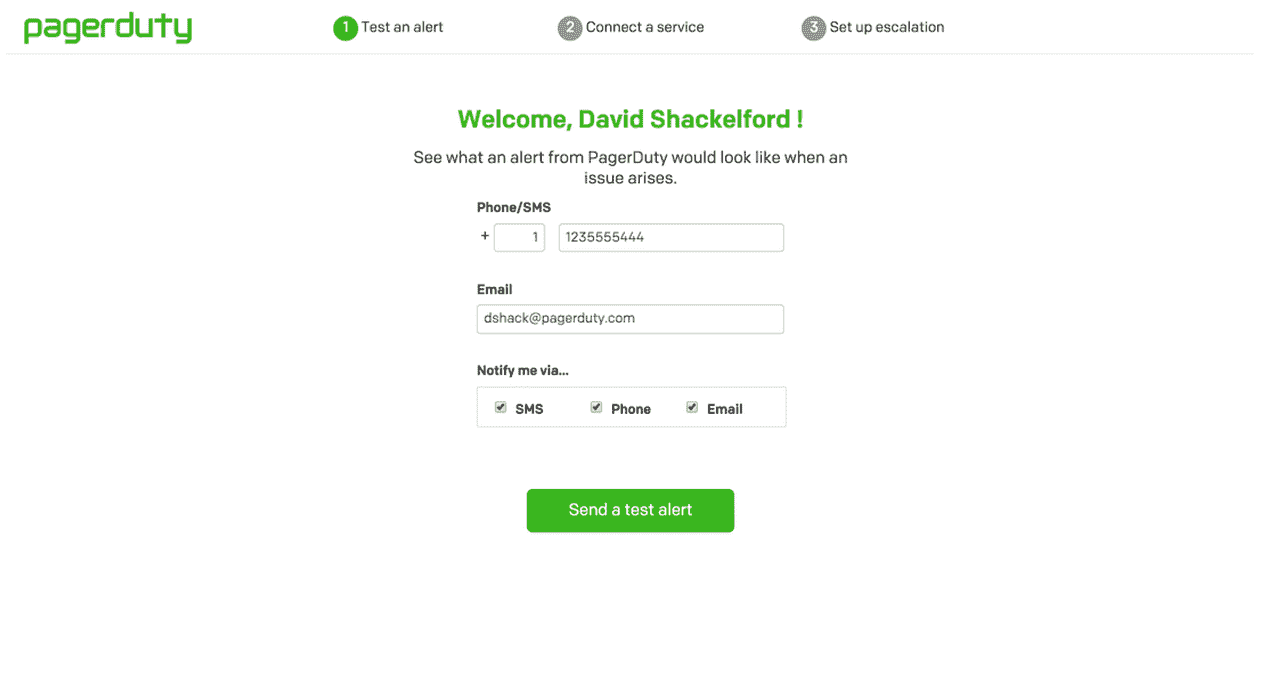 pagerduty
1 Test an alert
2 Connect a service
3 Set up escalation
Welcome, David Shackelford !
See what an alert from PagerDuty would look like when an
issue arises.
Phone/SMS
+ 1 1235555444
Email
dshack@pagerduty.com
Notify me via...
SMS Phone Email
Send a test alert